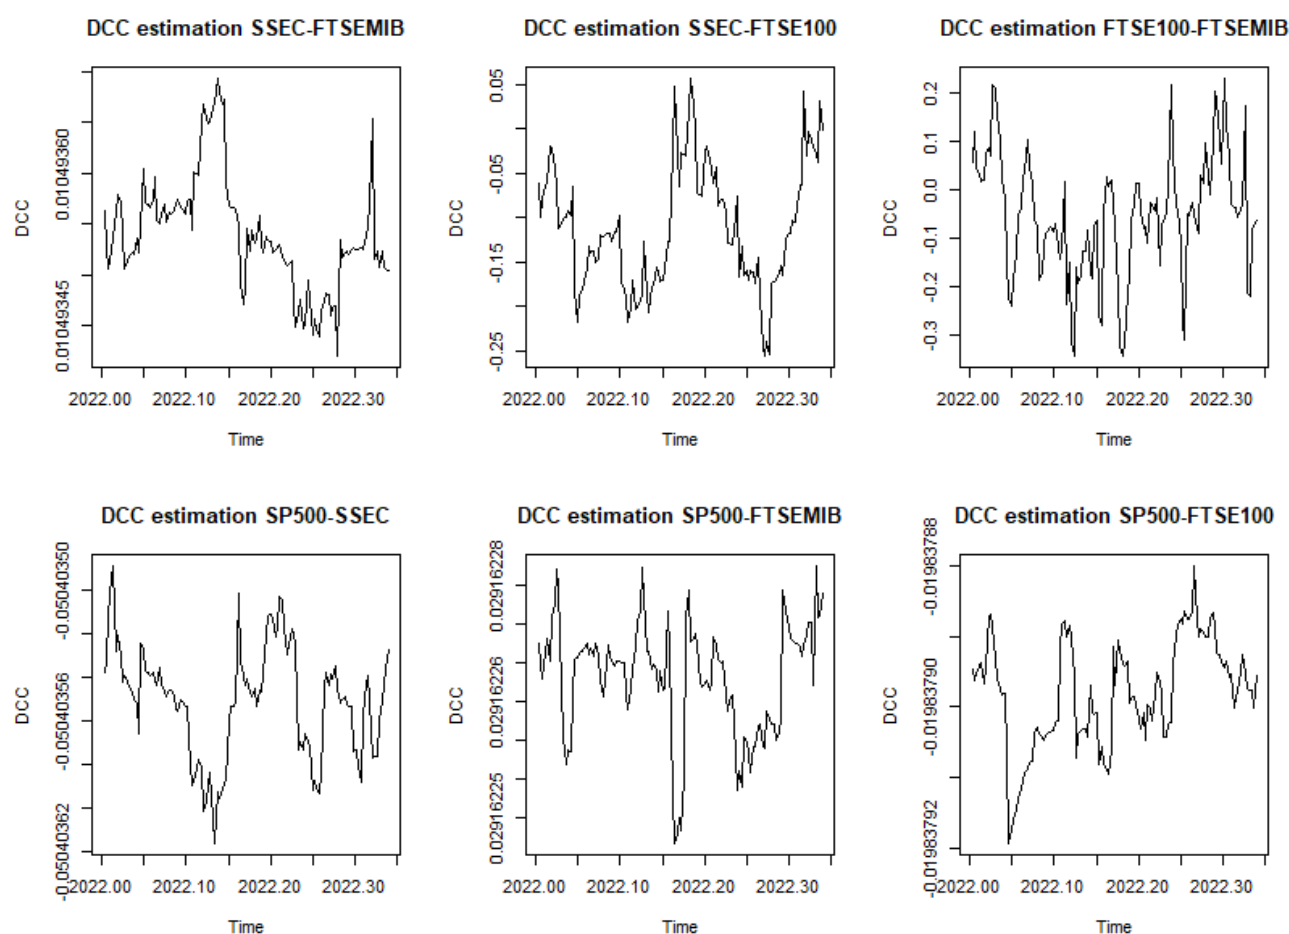 DCC estimation SSEC-FTSEMIB
DCC
0.01049360
0.01049345
2022.00 2022.10 2022.20 2022.30
Time
DCC estimation SSEC-FTSE100
DCC
0.05
-0.05
-0.15
-0.25
2022.00 2022.10 2022.20 2022.30
Time
DCC estimation FTSE100-FTSEMIB
DCC
0.2
0.1
0.0
-0.1
-0.2
-0.3
2022.00 2022.10 2022.20 2022.30
Time
DCC estimation SP500-SSEC
DCC
-0.05040350
-0.05040356
-0.05040362
2022.00 2022.10 2022.20 2022.30
Time
DCC estimation SP500-FTSEMIB
DCC
0.02916228
0.02916226
0.02916225
2022.00 2022.10 2022.20 2022.30
Time
DCC estimation SP500-FTSE100
DCC
-0.01983788
-0.01983790
-0.01983792
2022.00 2022.10 2022.20 2022.30
Time